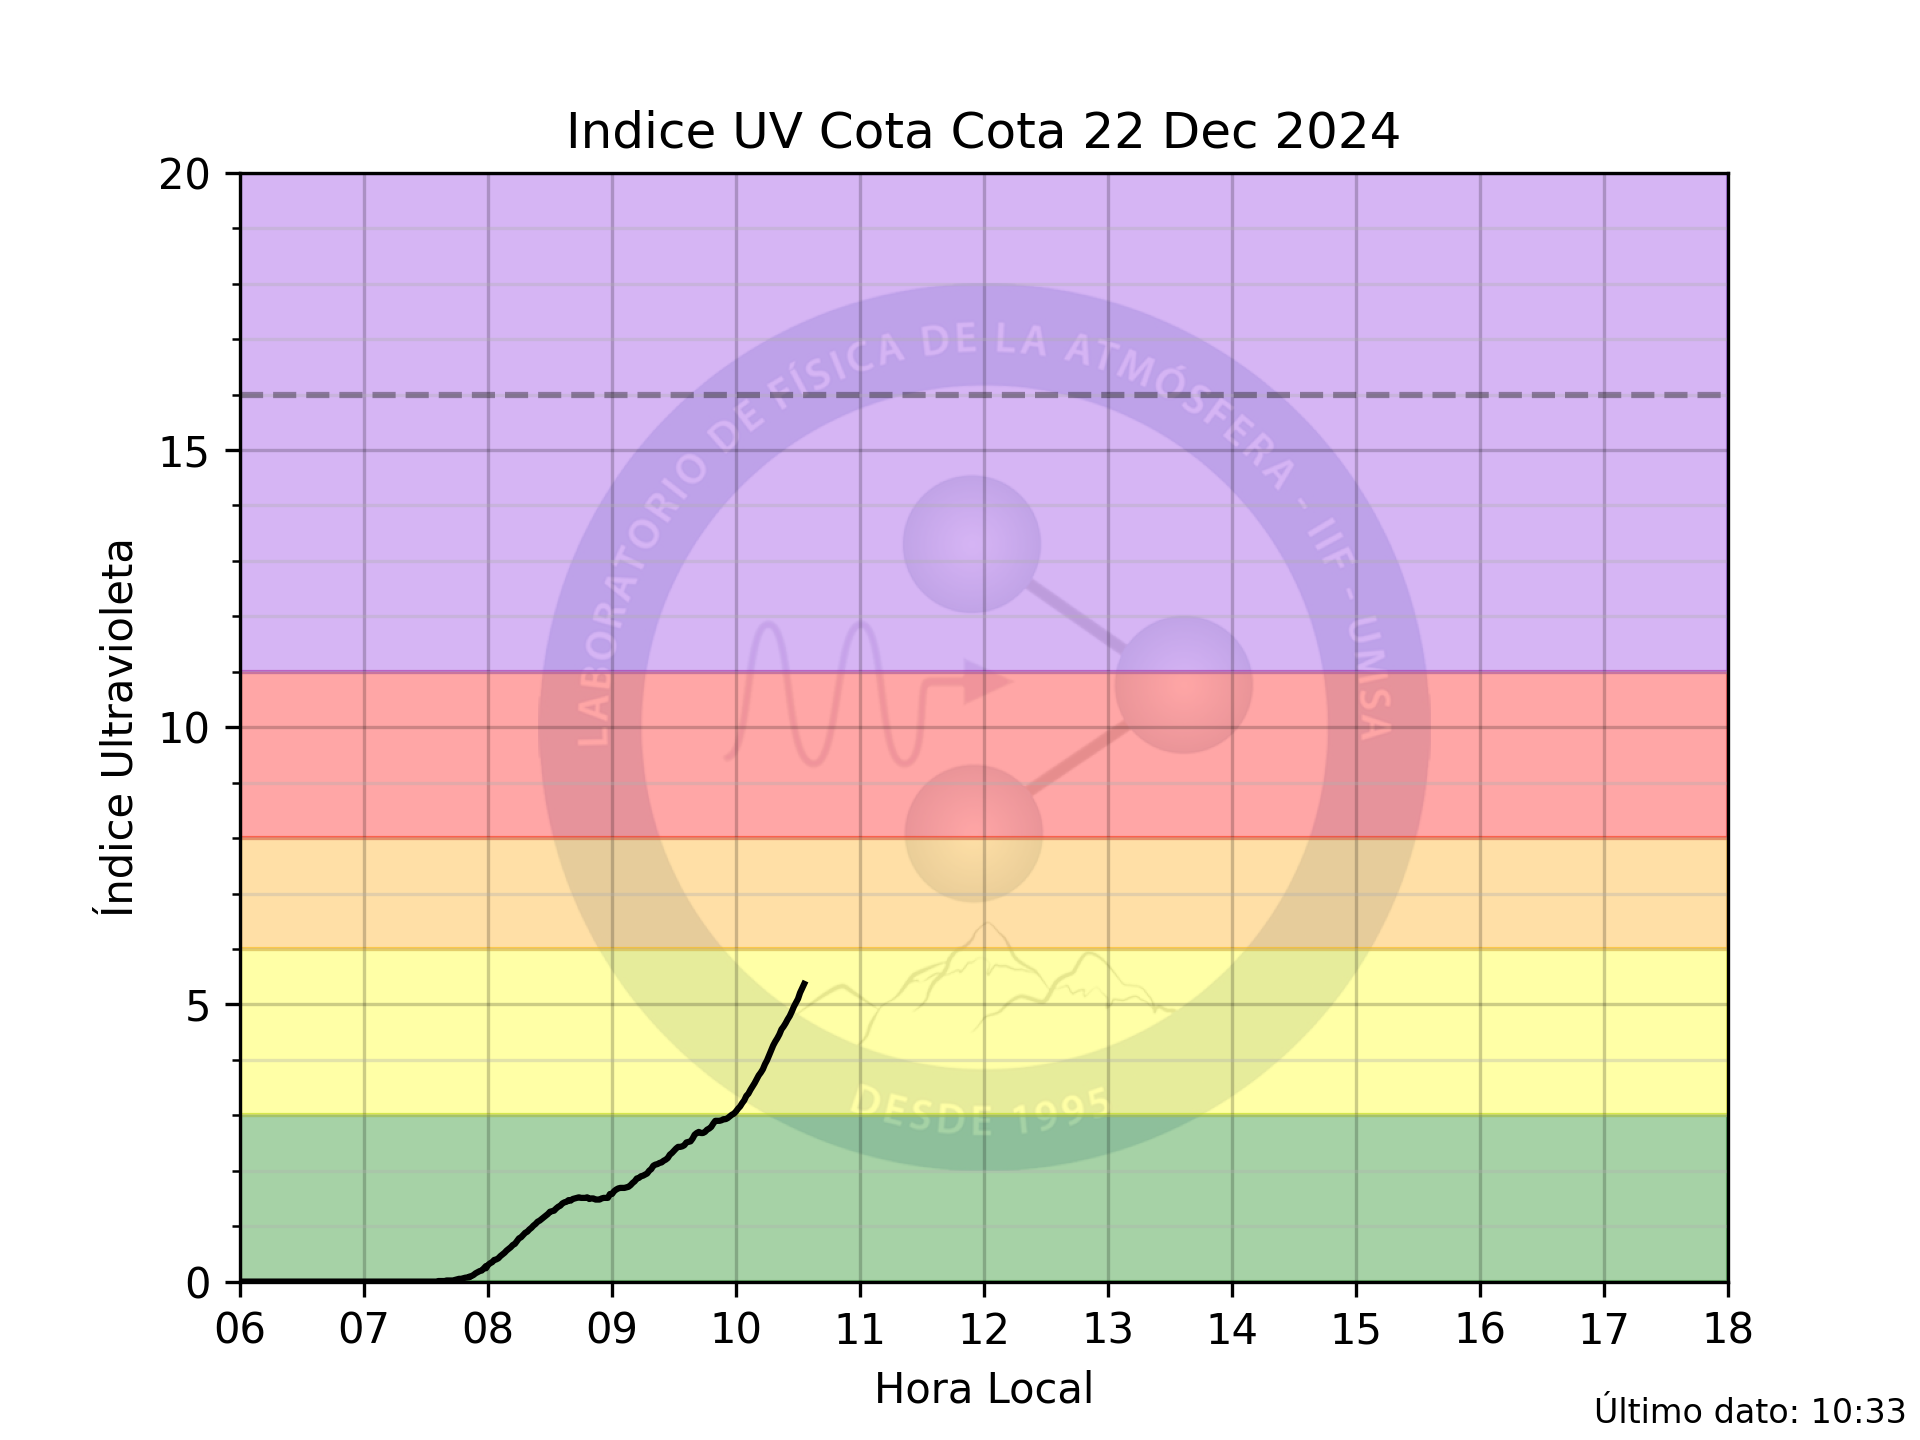 Indice UV Cota Cota 22 Dec 2024
20
15
10
5
0
Índice Ultravioleta
LABORATORIO DE FÍSICA DE LA ATMÓSFERA - IIF - UMSA
DESDE 1995
06 07 08 09 10 11 12 13 14 15 16 17 18
Hora Local
Último dato: 10:33